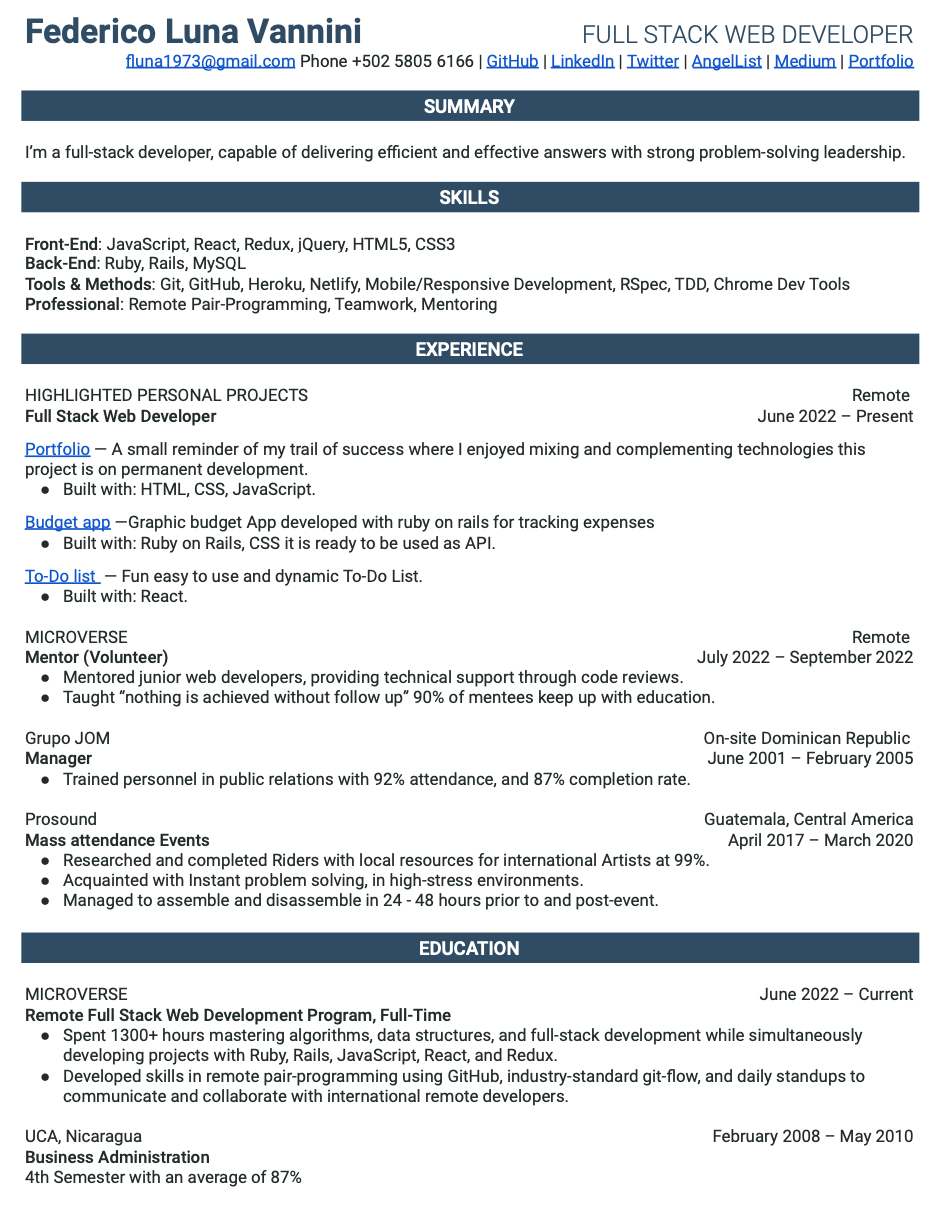 Federico Luna Vannini FULL STACK WEB DEVELOPER
fluna1973@gmail.com Phone +502 5805 6166 | GitHub | LinkedIn | Twitter | AngelList | Medium | Portfolio
SUMMARY
I’m a full-stack developer, capable of delivering efficient and effective answers with strong problem-solving leadership.
SKILLS
Front-End: JavaScript, React, Redux, jQuery, HTML5, CSS3
Back-End: Ruby, Rails, MySQL
Tools & Methods: Git, GitHub, Heroku, Netlify, Mobile/Responsive Development, RSpec, TDD, Chrome Dev Tools
Professional: Remote Pair-Programming, Teamwork, Mentoring
EXPERIENCE
HIGHLIGHTED PERSONAL PROJECTS Remote
Full Stack Web Developer June 2022 – Present
Portfolio — A small reminder of my trail of success where I enjoyed mixing and complementing technologies this
project is on permanent development.
● Built with: HTML, CSS, JavaScript.
Budget app —Graphic budget App developed with ruby on rails for tracking expenses
● Built with: Ruby on Rails, CSS it is ready to be used as API.
To-Do list — Fun easy to use and dynamic To-Do List.
● Built with: React.
MICROVERSE Remote
Mentor (Volunteer) July 2022 – September 2022
● Mentored junior web developers, providing technical support through code reviews.
● Taught “nothing is achieved without follow up” 90% of mentees keep up with education.
Grupo JOM On-site Dominican Republic
Manager June 2001 – February 2005
● Trained personnel in public relations with 92% attendance, and 87% completion rate.
Prosound Guatemala, Central America
Mass attendance Events April 2017 – March 2020
● Researched and completed Riders with local resources for international Artists at 99%.
● Acquainted with Instant problem solving, in high-stress environments.
● Managed to assemble and disassemble in 24 - 48 hours prior to and post-event.
EDUCATION
MICROVERSE June 2022 – Current
Remote Full Stack Web Development Program, Full-Time
● Spent 1300+ hours mastering algorithms, data structures, and full-stack development while simultaneously
developing projects with Ruby, Rails, JavaScript, React, and Redux.
● Developed skills in remote pair-programming using GitHub, industry-standard git-flow, and daily standups to
communicate and collaborate with international remote developers.
UCA, Nicaragua February 2008 – May 2010
Business Administration
4th Semester with an average of 87%